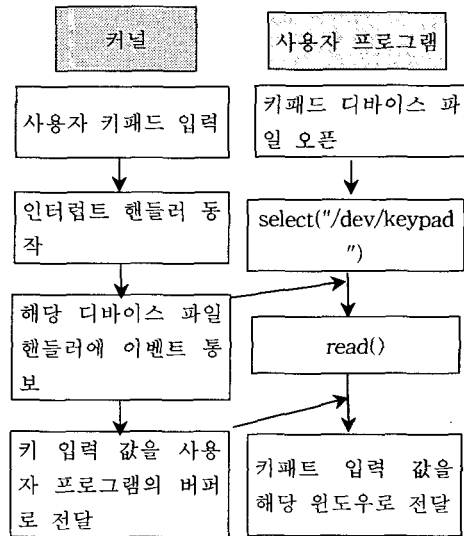 커널
사용자 프로그램
사용자 키패드 입력
키패드 디바이스 파
일 오픈
인터럽트 핸들러 동
작
select("/dev/keypad
")
해당 디바이스 파일
핸들러에 이벤트 통
보
read()
키 입력 값을 사용
자 프로그램의 버퍼
로 전달
키패트 입력 값을
해당 윈도우로 전달